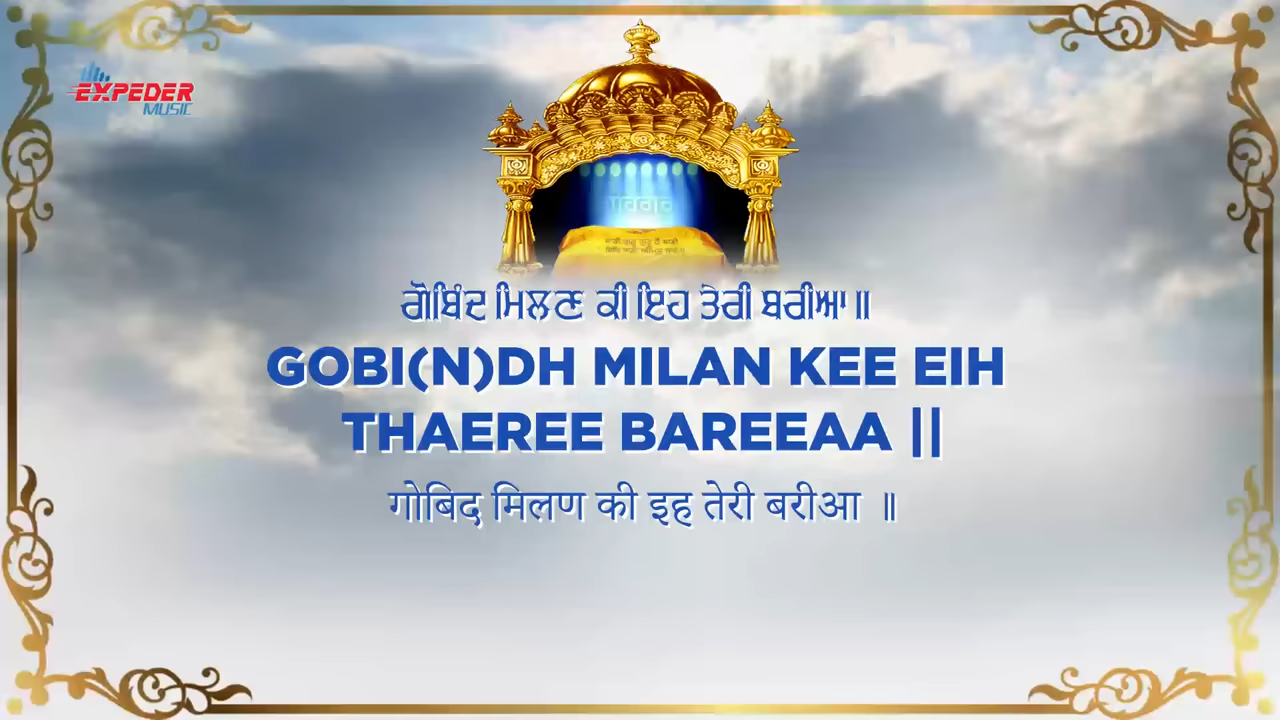 EXPEDER
MUSIC
ਗੋਬਿੰਦ ਮਿਲਣ ਕੀ ਇਹ ਤੇਰੀ ਬਰੀਆ॥
GOBI(N)DH MILAN KEE EIH
THAEREE BAREEAA ||
गोबिद मिलण की इह तेरी बरीआ ॥